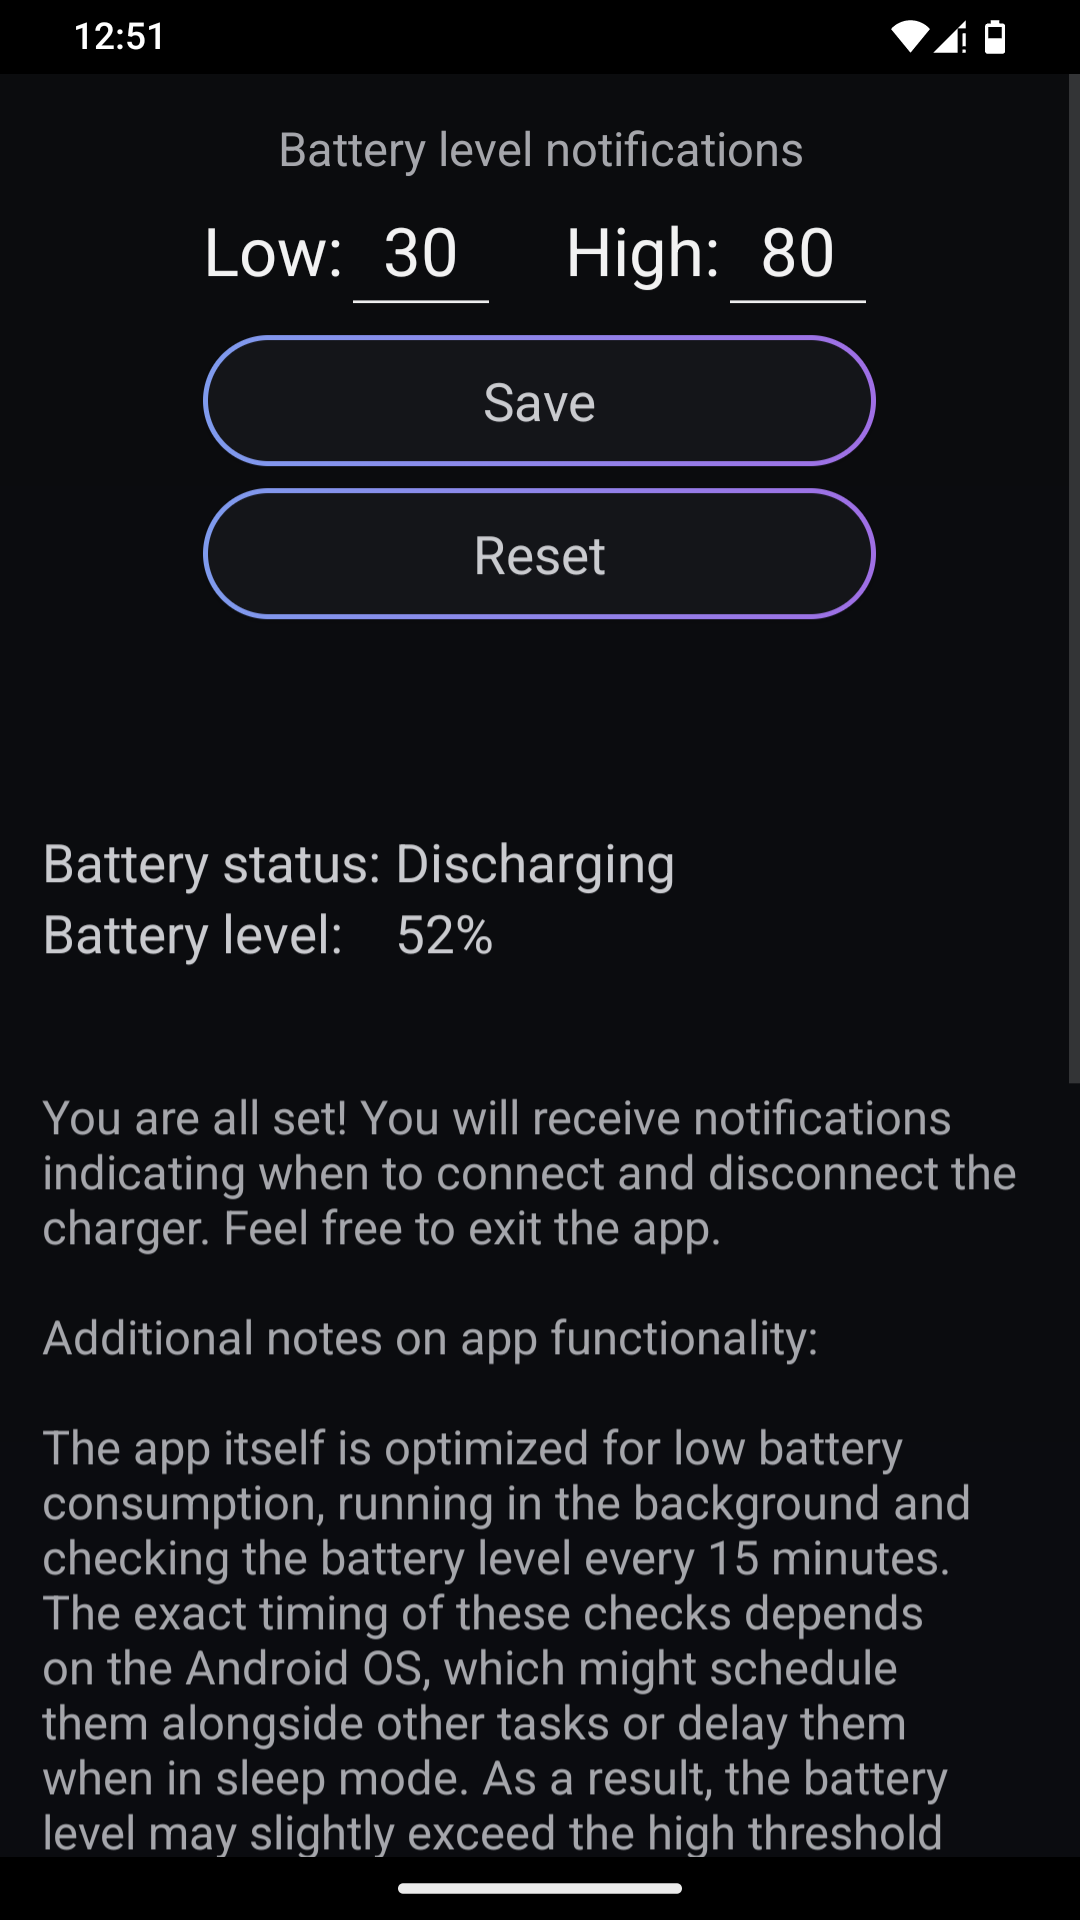 12:51
Battery level notifications
Low: 30 High: 80
Save
Reset
Battery status: Discharging
Battery level: 52%
You are all set! You will receive notifications
indicating when to connect and disconnect the
charger. Feel free to exit the app.
Additional notes on app functionality:
The app itself is optimized for low battery
consumption, running in the background and
checking the battery level every 15 minutes.
The exact timing of these checks depends
on the Android OS, which might schedule
them alongside other tasks or delay them
when in sleep mode. As a result, the battery
level may slightly exceed the high threshold